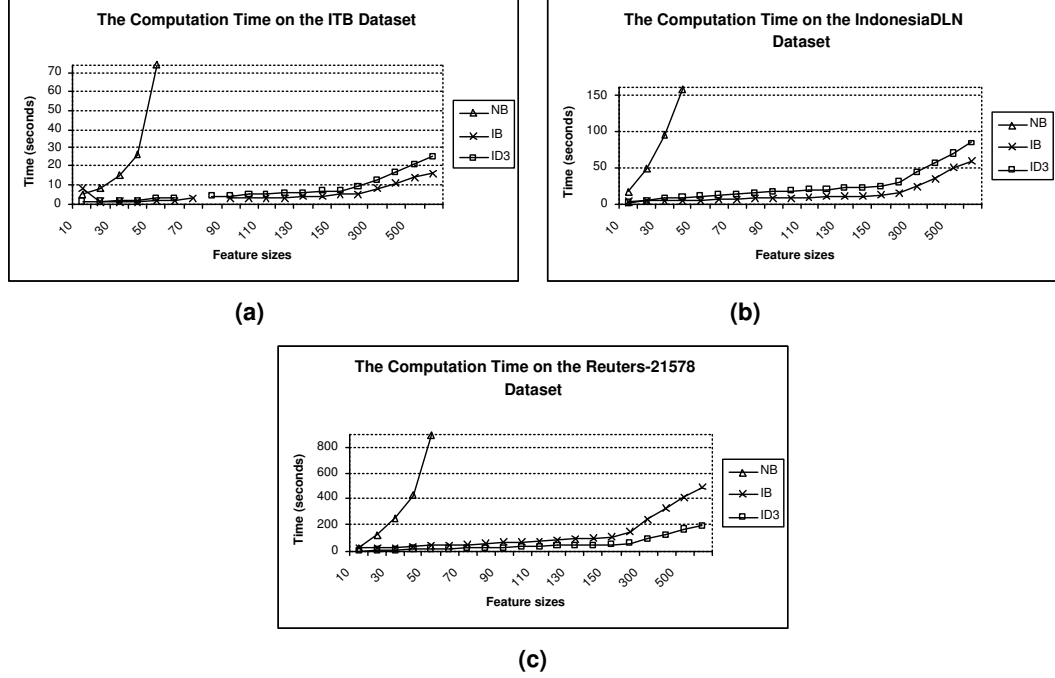 The Computation Time on the ITB Dataset
70
60
50
40
30
20
10
0
Time (seconds)
10
30
50
70
90
110
130
150
300
500
Feature sizes
NB
IB
ID3
(a)
The Computation Time on the IndonesiaDLN
Dataset
150
100
50
0
Time (seconds)
10
30
50
70
90
110
130
150
300
500
Feature sizes
NB
IB
ID3
(b)
The Computation Time on the Reuters-21578
Dataset
800
600
400
200
0
Time (seconds)
10
30
50
70
90
110
130
150
300
500
Feature sizes
NB
IB
ID3
(c)